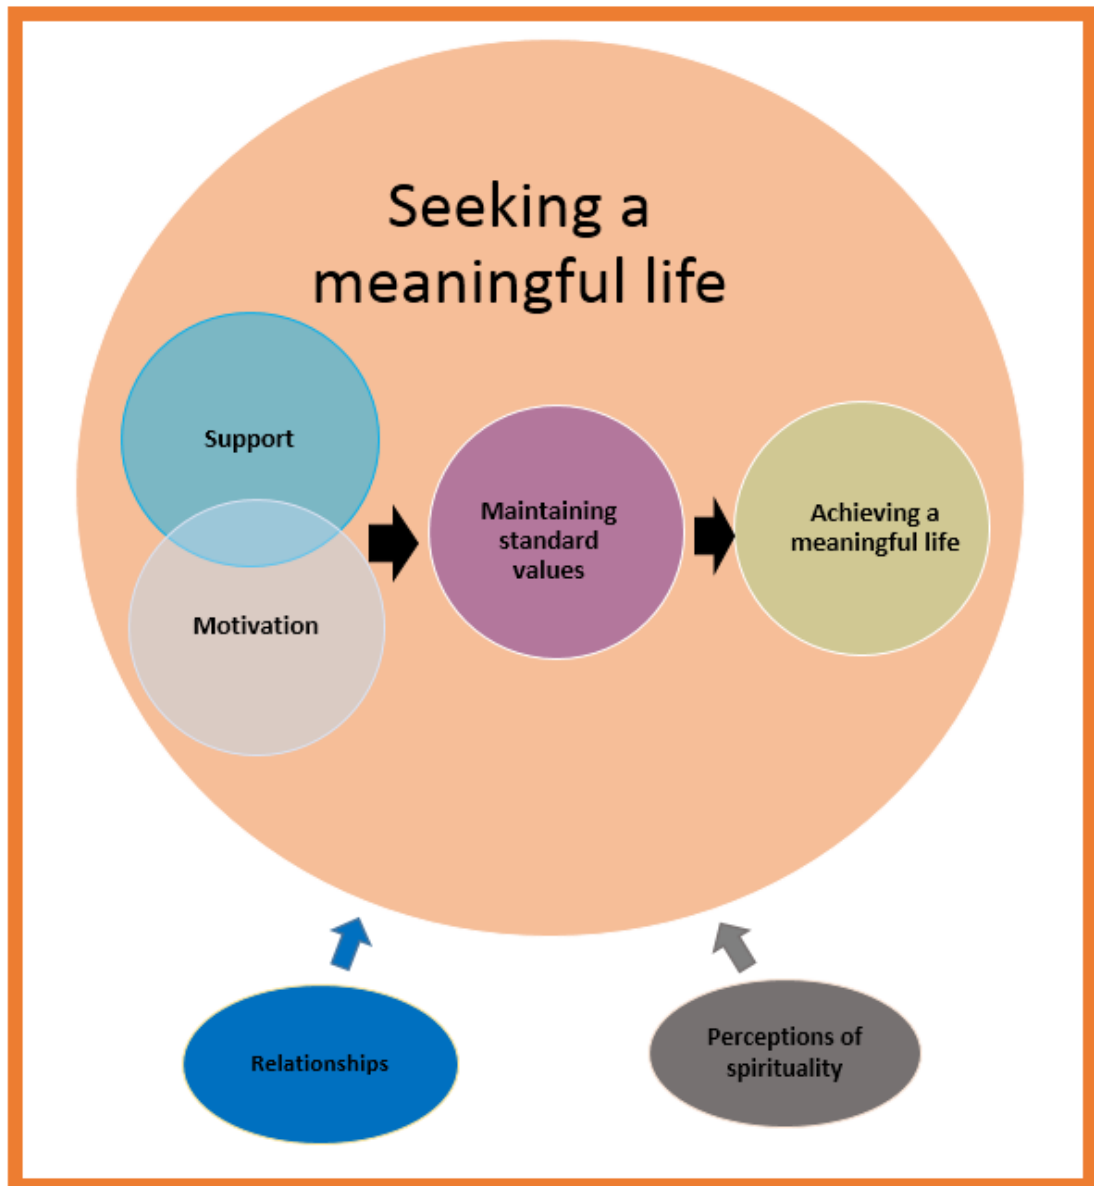 Seeking a
meaningful life
Support
Motivation
Maintaining
standard
values
Achieving a
meaningful life
Relationships
Perceptions of
spirituality